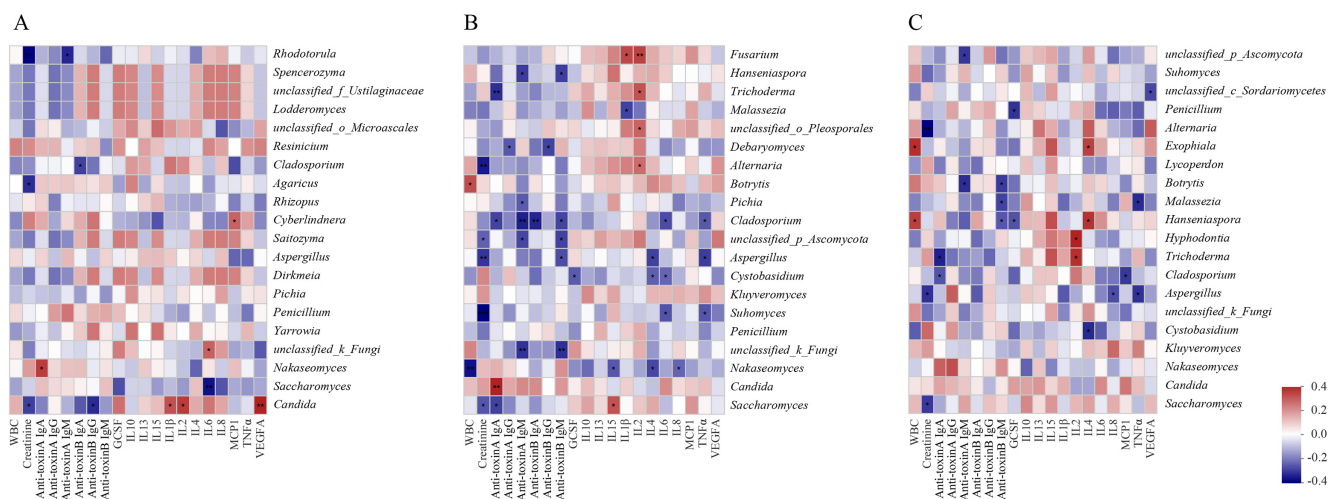 A
Rhodotorula
Spencerozyma
unclassified_f_Ustilaginaceae
Lodderomyces
unclassified_o_Microascales
Resinicium
Cladosporium
Agaricus
Rhizopus
Cyberlindnera
Saitozyma
Aspergillus
Dirkmeia
Pichia
Penicillium
Yarrowia
unclassified_k_Fungi
Nakaseomyces
Saccharomyces
Candida
WBC
Creatinine
Anti-toxinA IgA
Anti-toxinA IgG
Anti-toxinA IgM
Anti-toxinB IgA
Anti-toxinB IgG
Anti-toxinB IgM
GCSF
IL10
IL13
IL15
IL1β
IL2
IL4
IL6
IL8
MCP1
TNFα
VEGFA
B
Fusarium
Hanseniaspora
Trichoderma
Malassezia
unclassified_o_Pleosporales
Debaryomyces
Alternaria
Botrytis
Pichia
Cladosporium
unclassified_p_Ascomycota
Aspergillus
Cystobasidium
Kluyveromyces
Suhomyces
Penicillium
unclassified_k_Fungi
Nakaseomyces
Candida
Saccharomyces
WBC
Creatinine
Anti-toxinA IgA
Anti-toxinA IgG
Anti-toxinA IgM
Anti-toxinB IgA
Anti-toxinB IgG
Anti-toxinB IgM
GCSF
IL10
IL13
IL15
IL1β
IL2
IL4
IL6
IL8
MCP1
TNFα
VEGFA
C
unclassified_p_Ascomycota
Suhomyces
unclassified_c_Sordariomycetes
Penicillium
Alternaria
Exophiala
Lycoperdon
Botrytis
Malassezia
Hanseniaspora
Hyphodontia
Trichoderma
Cladosporium
Aspergillus
unclassified_k_Fungi
Cystobasidium
Kluyveromyces
Nakaseomyces
Candida
Saccharomyces
WBC
Creatinine
Anti-toxinA IgA
Anti-toxinA IgG
Anti-toxinA IgM
Anti-toxinB IgA
Anti-toxinB IgG
Anti-toxinB IgM
GCSF
IL10
IL13
IL15
IL1β
IL2
IL4
IL6
IL8
MCP1
TNFα
VEGFA
0.4
0.2
0.0
-0.2
-0.4